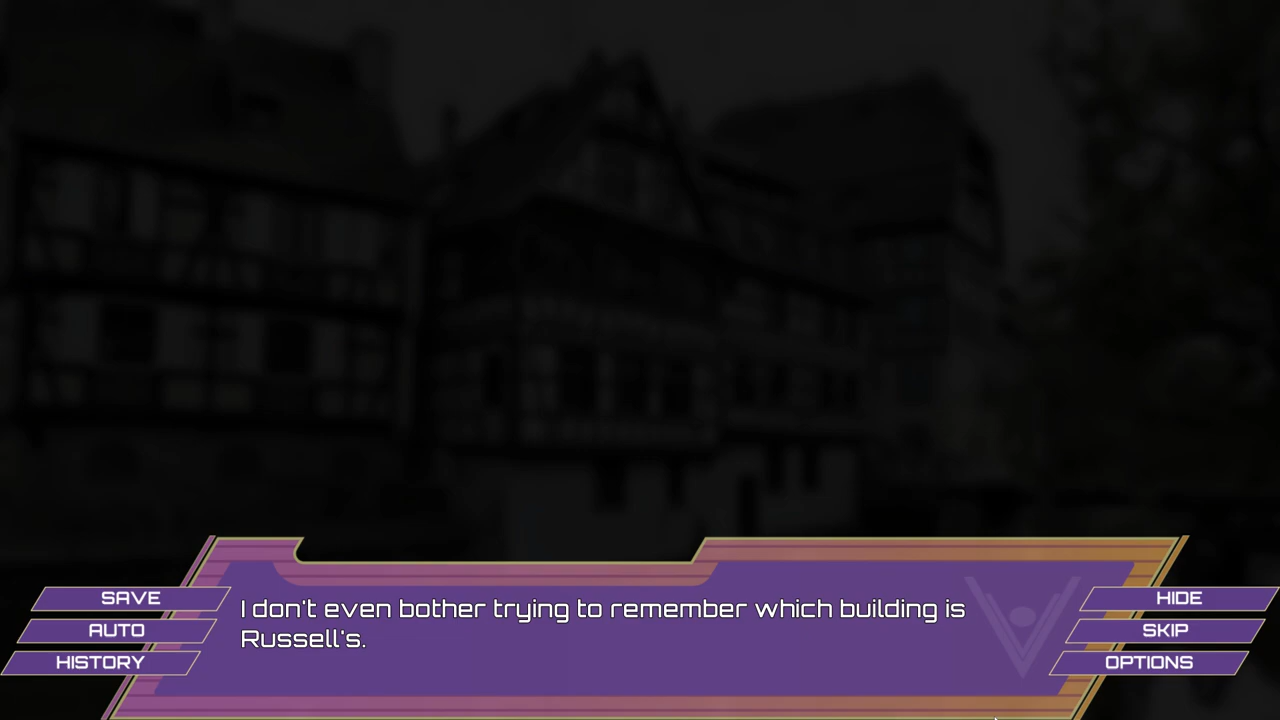 I don't even bother trying to remember which building is
Russell's.
SAVE
AUTO
HISTORY
HIDE
SKIP
OPTIONS